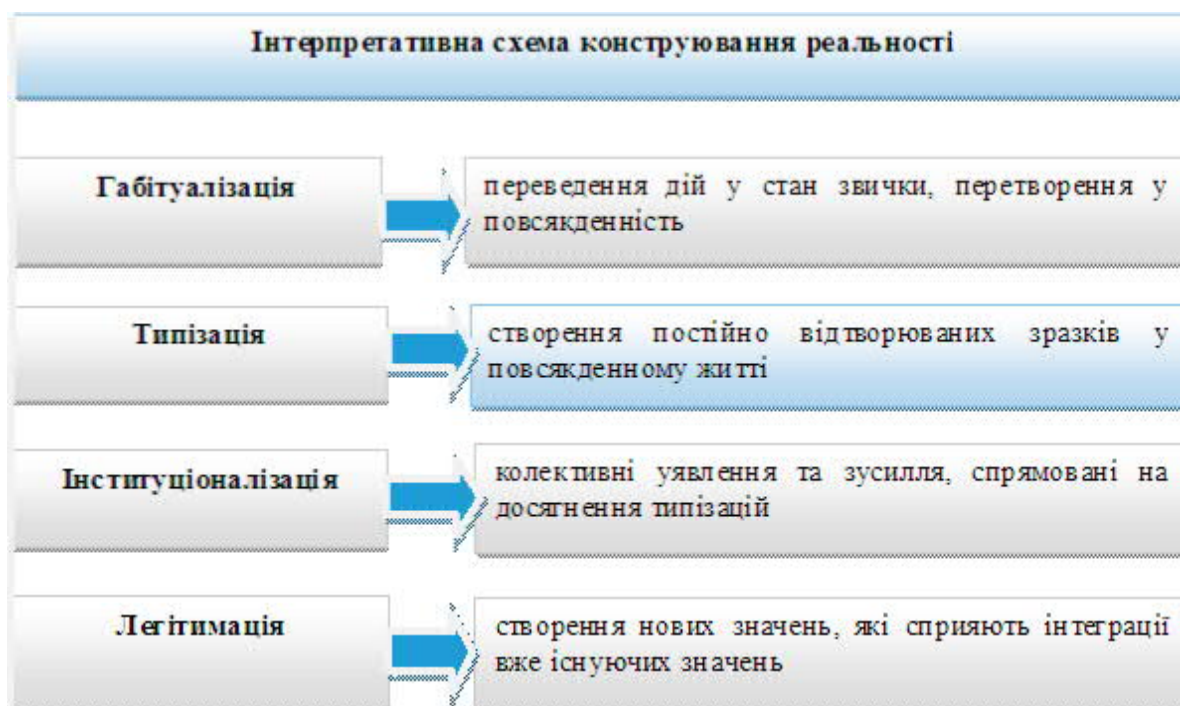 Інтерпретативна схема конструювання реальності
Габітуалізація
переведення дій у стан звички, перетворення у
повсякденність
Типізація
створення постійно відтворюваних зразків у
повсякденному житті
Інституціоналізація
колективні уявлення та зусилля, спрямовані на
досягнення типізацій
Легітимація
створення нових значень, які сприяють інтеграції
вже існуючих значень